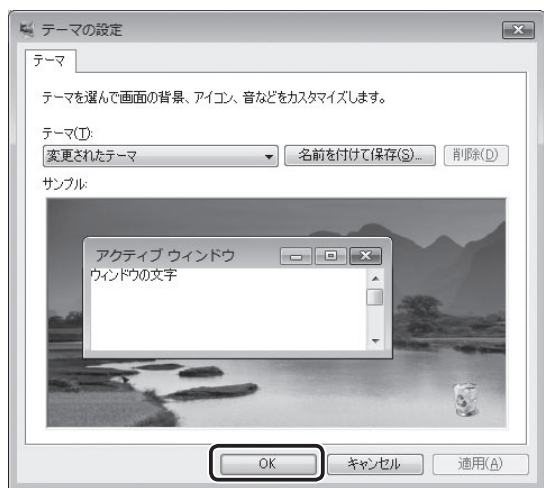 テーマの設定
テーマ
テーマを選んで画面の背景、アイコン、音などをカスタマイズします。
テーマ(T):
変更されたテーマ 名前を付けて保存(S)... 削除(D)
サンプル:
アクティブ ウィンドウ
ウィンドウの文字
OK キャンセル 適用(A)